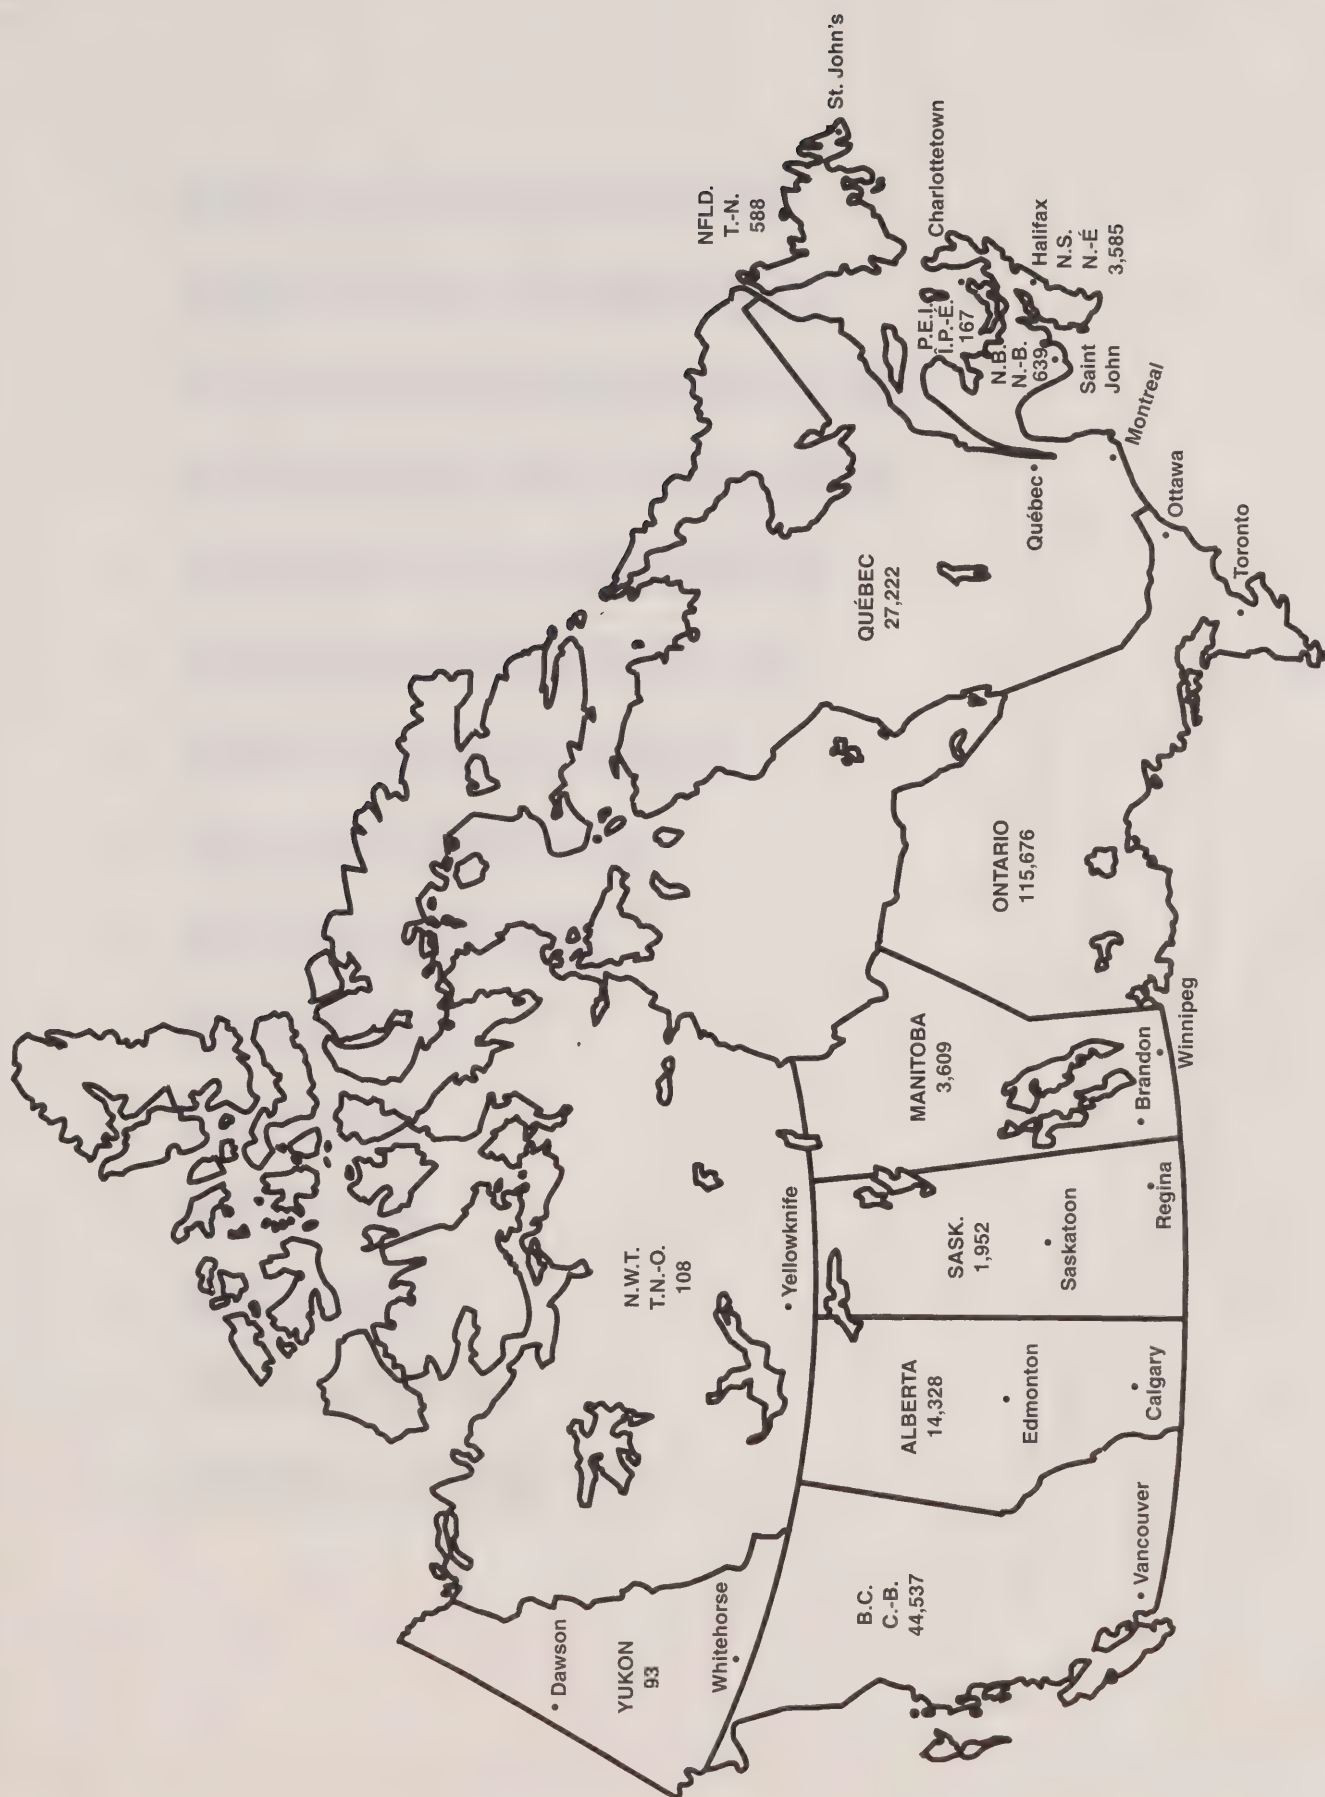 Dawson
YUKON
93
Whitehorse
N.W.T.
T.N.-O.
108
Yellowknife
B.C.
C.-B.
44,537
Vancouver
ALBERTA
14,328
Edmonton
Calgary
SASK.
1,952
Saskatoon
Regina
MANITOBA
3,609
Brandon
Winnipeg
ONTARIO
115,676
Toronto
Ottawa
QUÉBEC
27,222
Québec
Montreal
NFLD.
T.-N.
588
St. John's
P.E.I.
Î.P.-É.
167
Charlottetown
N.B.
N.-B.
639
Saint
John
Halifax
N.S.
N.-É
3,585